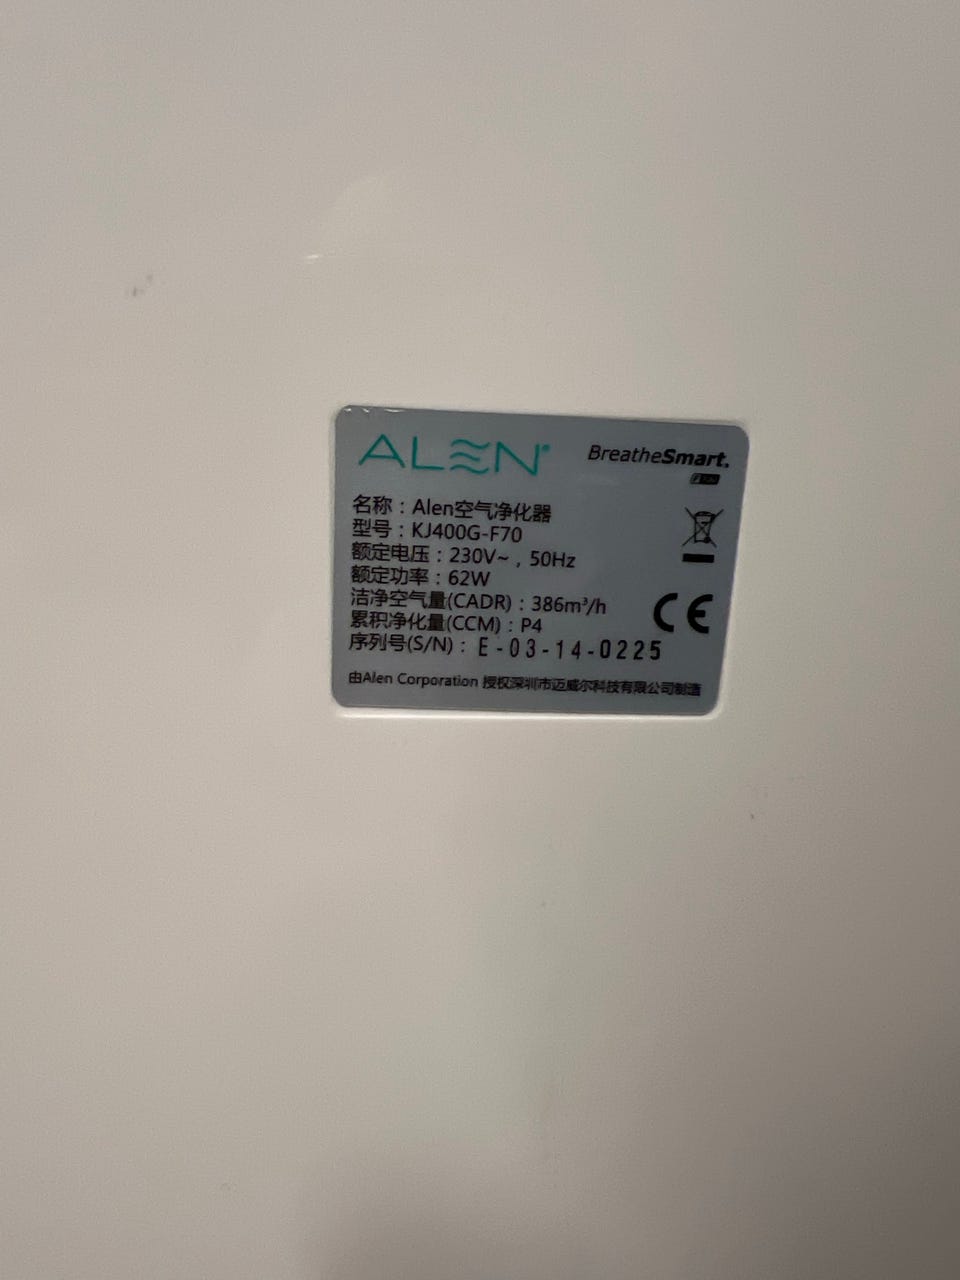 ALEN®
BreatheSmart.
名称：Alen空气净化器
型号：KJ400G-F70
额定电压：230V~，50Hz
额定功率：62W
洁净空气量(CADR)：386m³/h
累积净化量(CCM)：P4
序列号(S/N)：E-03-14-0225
CE
由Alen Corporation 授权深圳市迈威尔科技有限公司制造